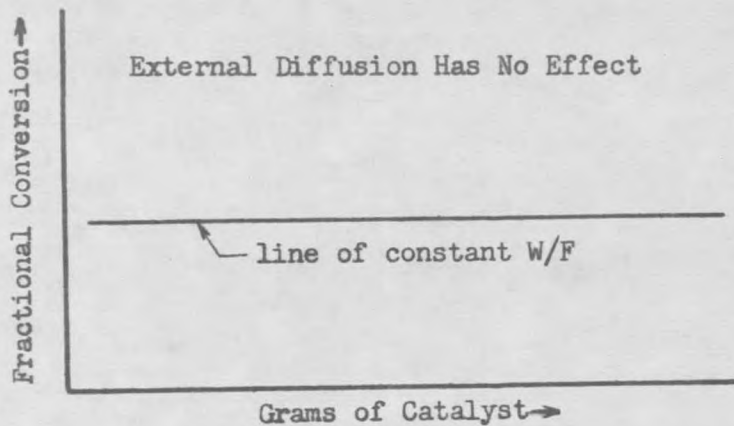 External Diffusion Has No Effect
Fractional Conversion→
line of constant W/F
Grams of Catalyst→